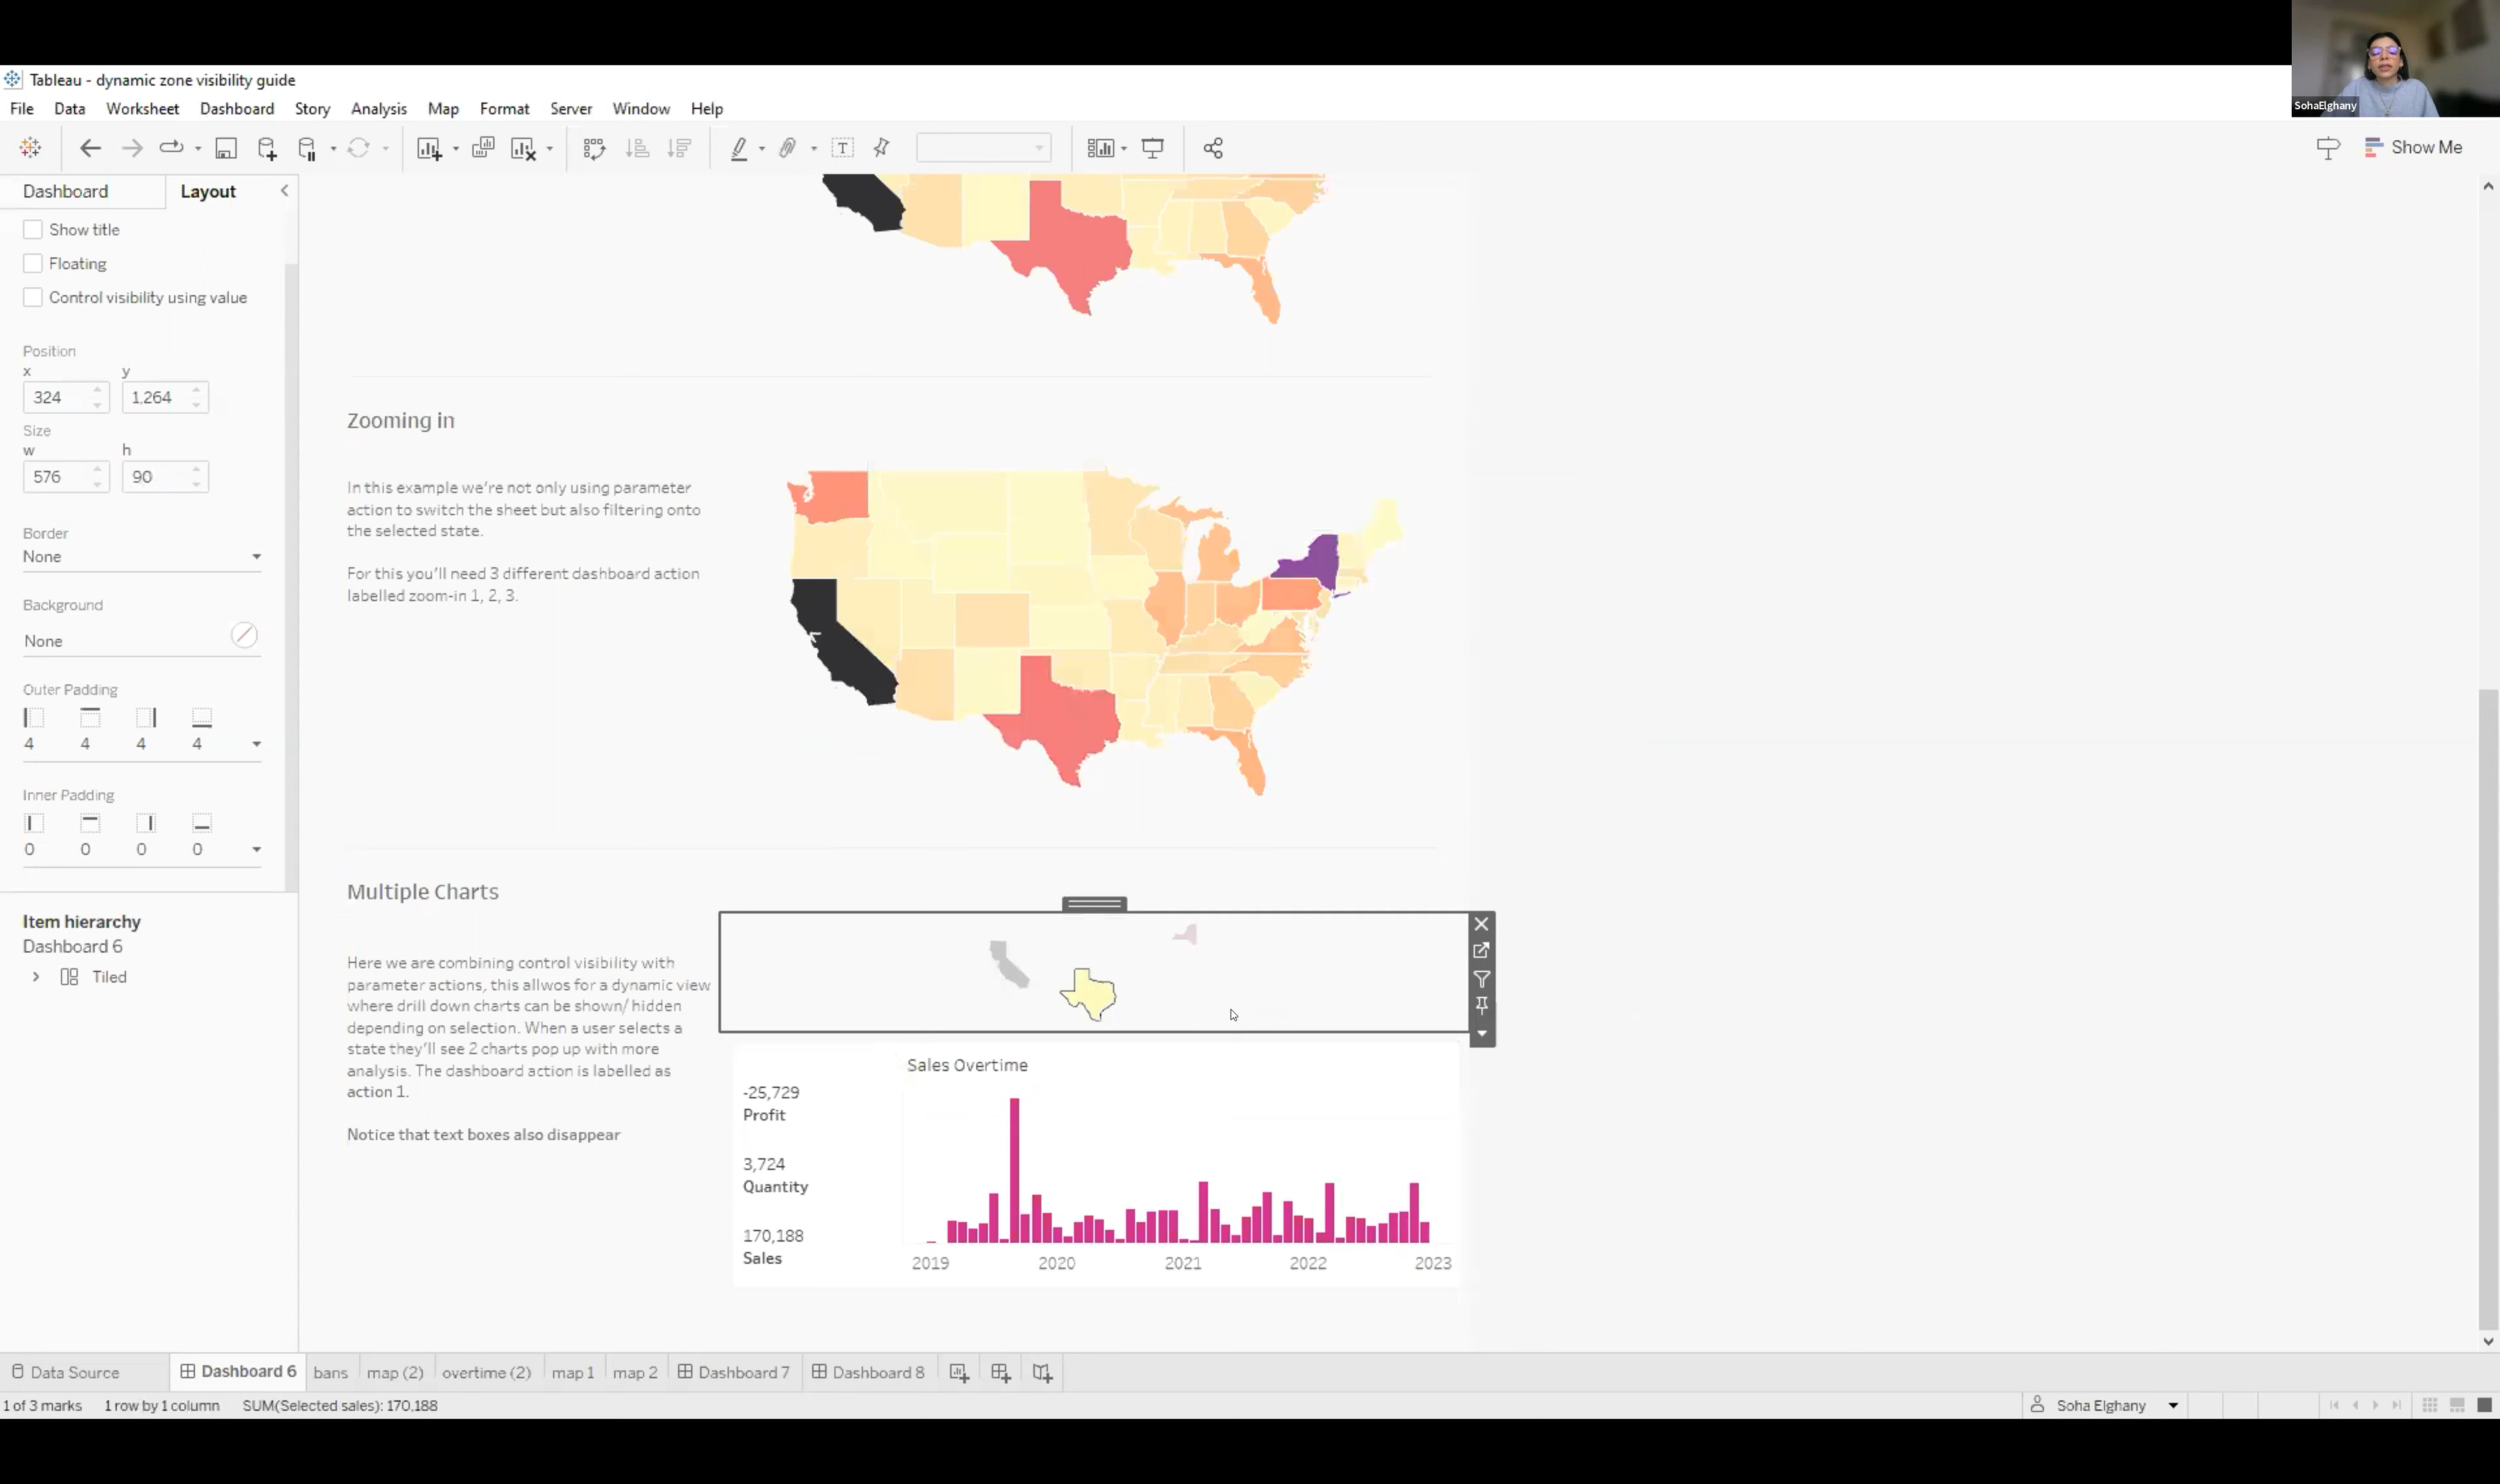 SohaElghany
Tableau - dynamic zone visibility guide
File Data Worksheet Dashboard Story Analysis Map Format Server Window Help
Show Me
Dashboard Layout
Show title
Floating
Control visibility using value
Position
x y
324 1,264
Size
w h
576 90
Border
None
Background
None
Outer Padding
4 4 4 4
Inner Padding
0 0 0 0
Item hierarchy
Dashboard 6
Tiled
Zooming in
In this example we're not only using parameter
action to switch the sheet but also filtering onto
the selected state.
For this you'll need 3 different dashboard action
labelled zoom-in 1, 2, 3.
Multiple Charts
Here we are combining control visibility with
parameter actions, this allwos for a dynamic view
where drill down charts can be shown/ hidden
depending on selection. When a user selects a
state they'll see 2 charts pop up with more
analysis. The dashboard action is labelled as
action 1.
Notice that text boxes also disappear
-25,729
Profit
3,724
Quantity
170,188
Sales
Sales Overtime
2019 2020 2021 2022 2023
Data Source Dashboard 6 bans map (2) overtime (2) map 1 map 2 Dashboard 7 Dashboard 8
1 of 3 marks 1 row by 1 column SUM(Selected sales): 170,188 Soha Elghany